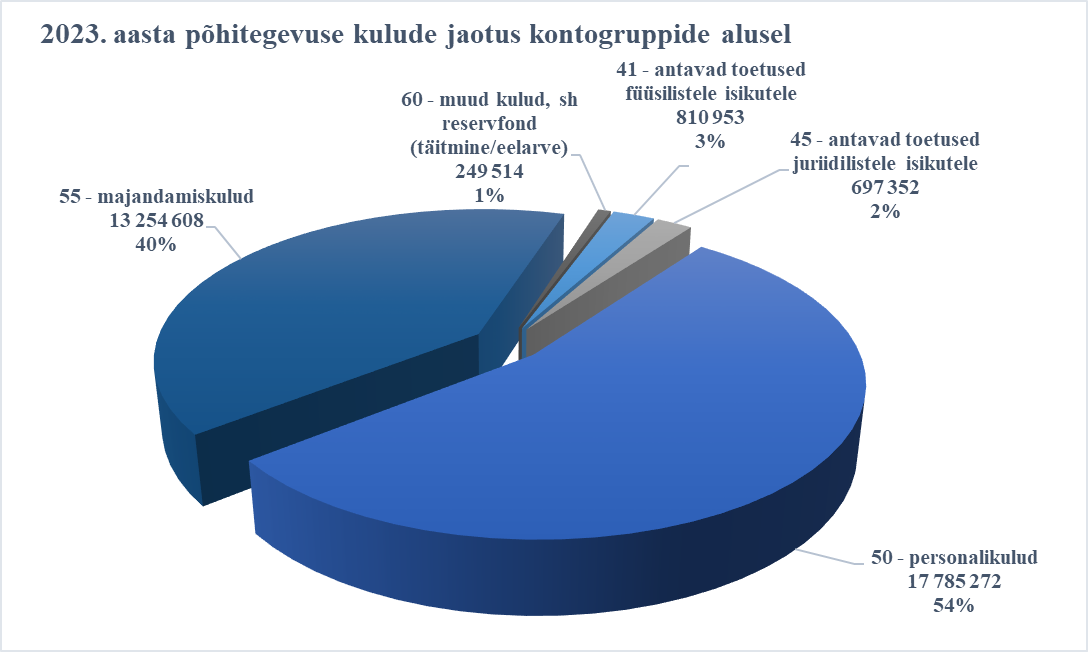 2023. aasta põhitegevuse kulude jaotus kontogruppide alusel
41 - antavad toetused
füüsilistele isikutele
810 953
3%
60 - muud kulud, sh
reservfond
(täitmine/eelarve)
249 514
1%
45 - antavad toetused
juriidilistele isikutele
697 352
2%
55 - majandamiskulud
13 254 608
40%
50 - personalikulud
17 785 272
54%